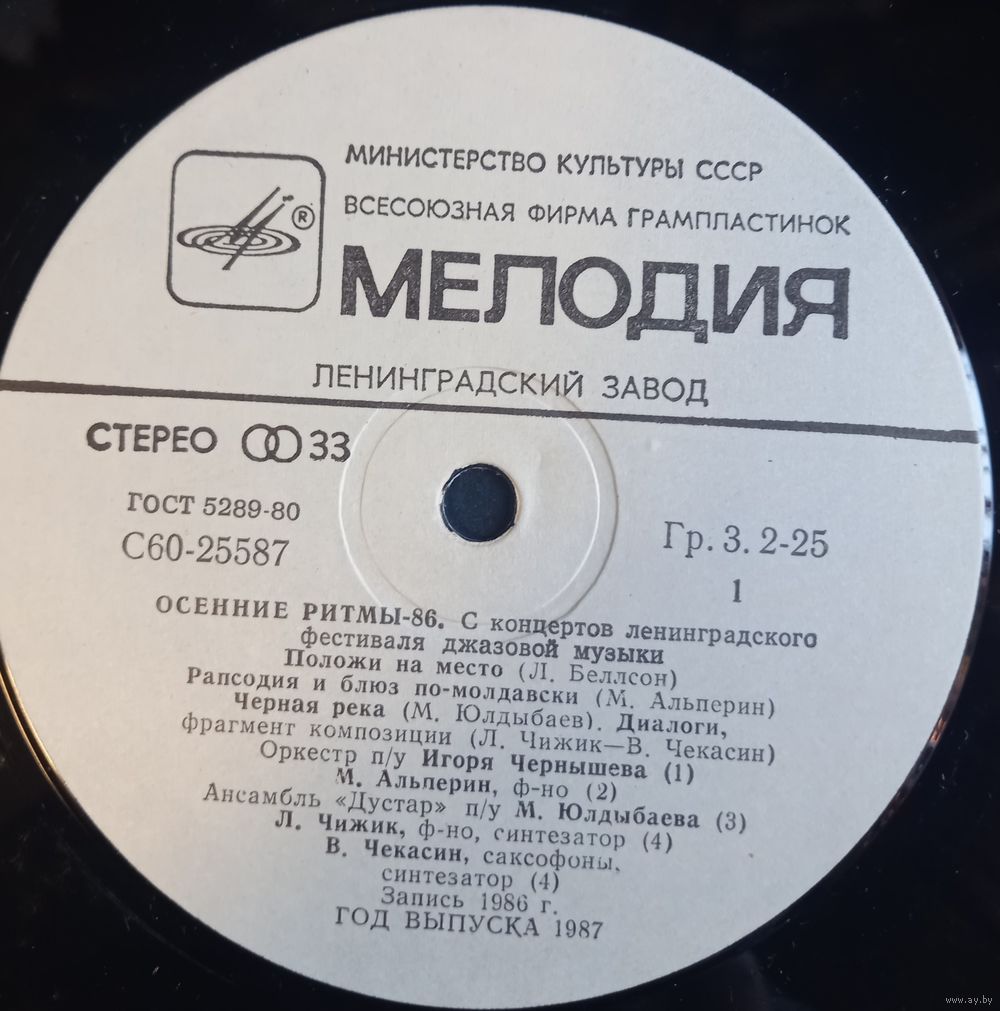 МИНИСТЕРСТВО КУЛЬТУРЫ СССР
ВСЕСОЮЗНАЯ ФИРМА ГРАМПЛАСТИНОК
®
МЕЛОДИЯ
ЛЕНИНГРАДСКИЙ ЗАВОД
СТЕРЕО 33
ГОСТ 5289-80
С60-25587
Гр. 3. 2-25
1
ОСЕННИЕ РИТМЫ-86. С концертов ленинградского
фестиваля джазовой музыки
Положи на место (Л. Беллсон)
Рапсодия и блюз по-молдавски (М. Альперин)
Черная река (М. Юлдыбаев). Диалоги,
фрагмент композиции (Л. Чижик—В. Чекасин)
Оркестр п/у Игоря Чернышева (1)
М. Альперин, ф-но (2)
Ансамбль «Дустар» п/у М. Юлдыбаева (3)
Л. Чижик, ф-но, синтезатор (4)
В. Чекасин, саксофоны,
синтезатор (4)
Запись 1986 г.
ГОД ВЫПУСКА 1987
www.ay.by